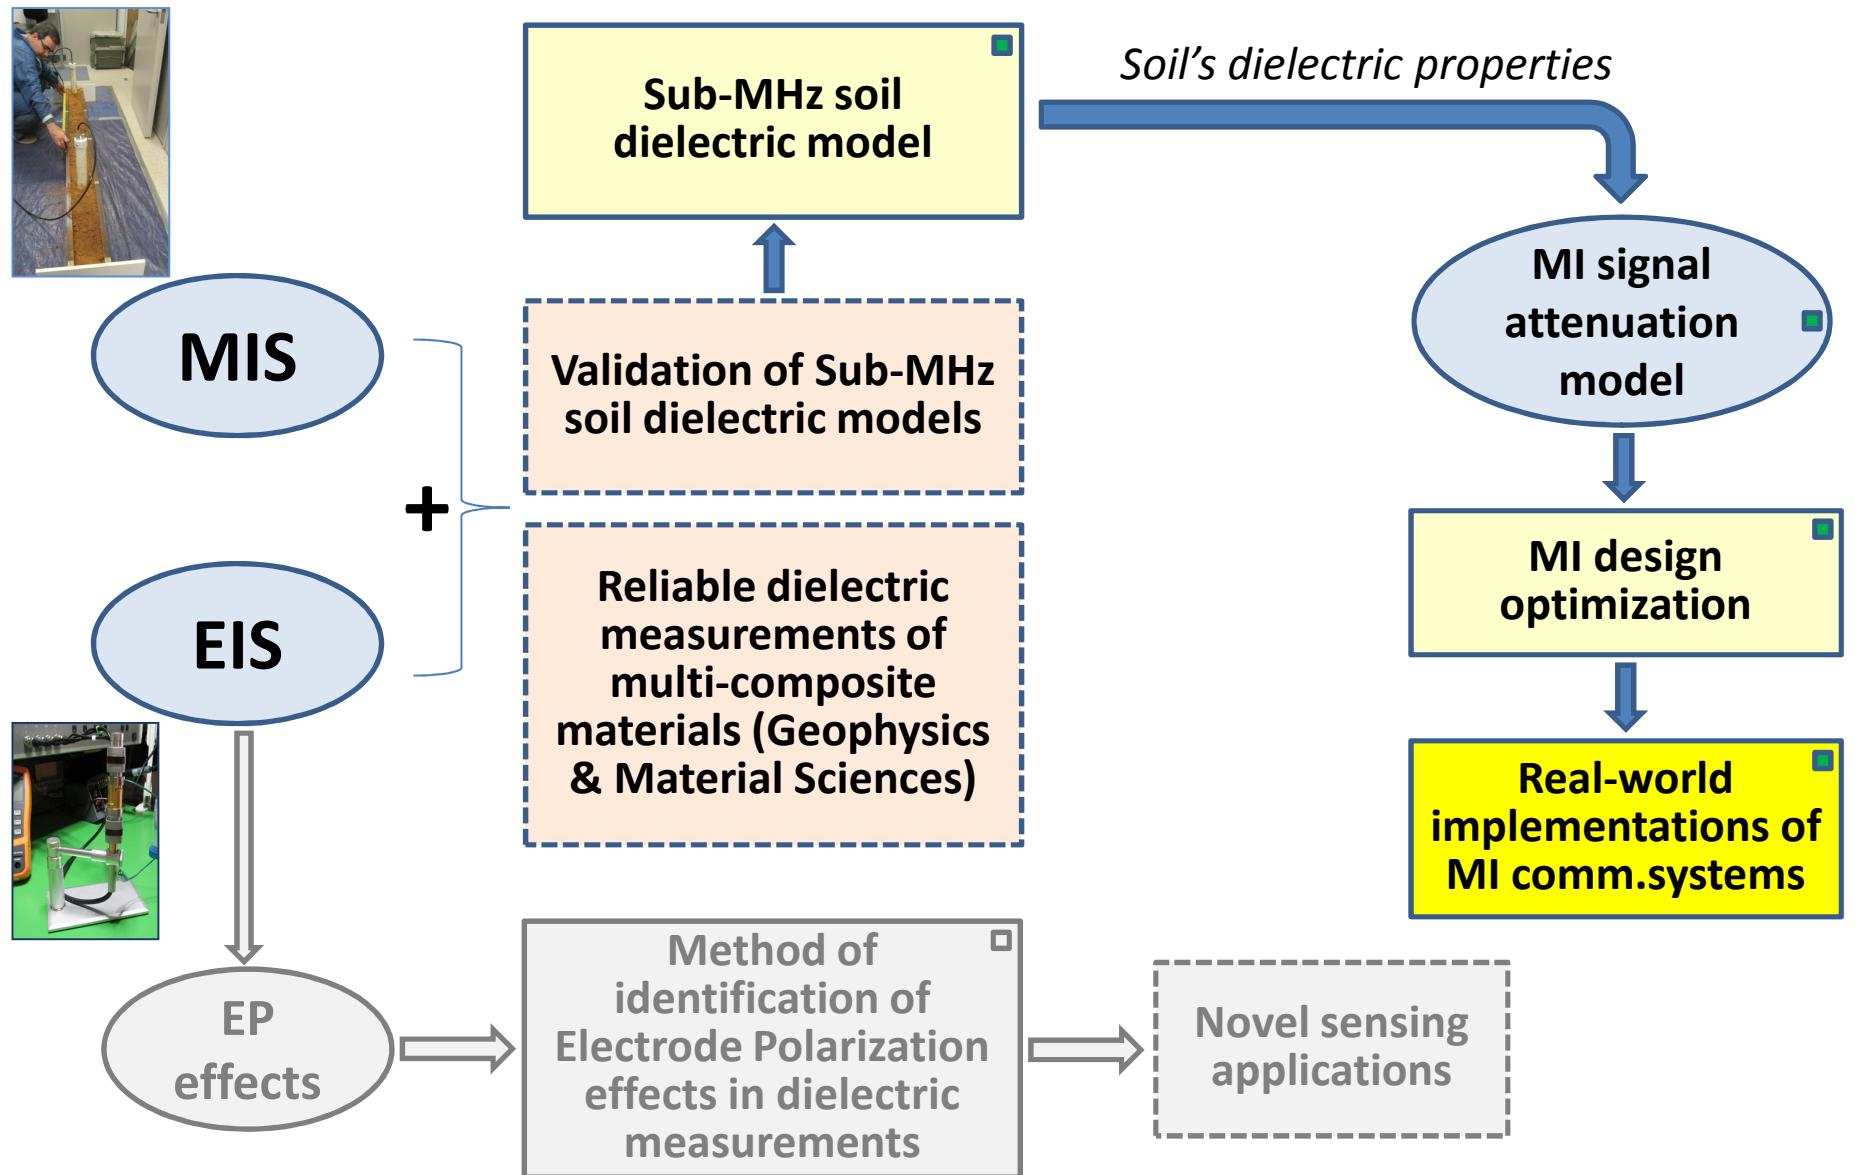 Sub-MHz soil
dielectric model
Soil’s dielectric properties
MI signal
attenuation
model
MIS
Validation of Sub-MHz
soil dielectric models
+
EIS
Reliable dielectric
measurements of
multi-composite
materials (Geophysics
& Material Sciences)
MI design
optimization
Real-world
implementations of
MI comm.systems
EP
effects
Method of
identification of
Electrode Polarization
effects in dielectric
measurements
Novel sensing
applications